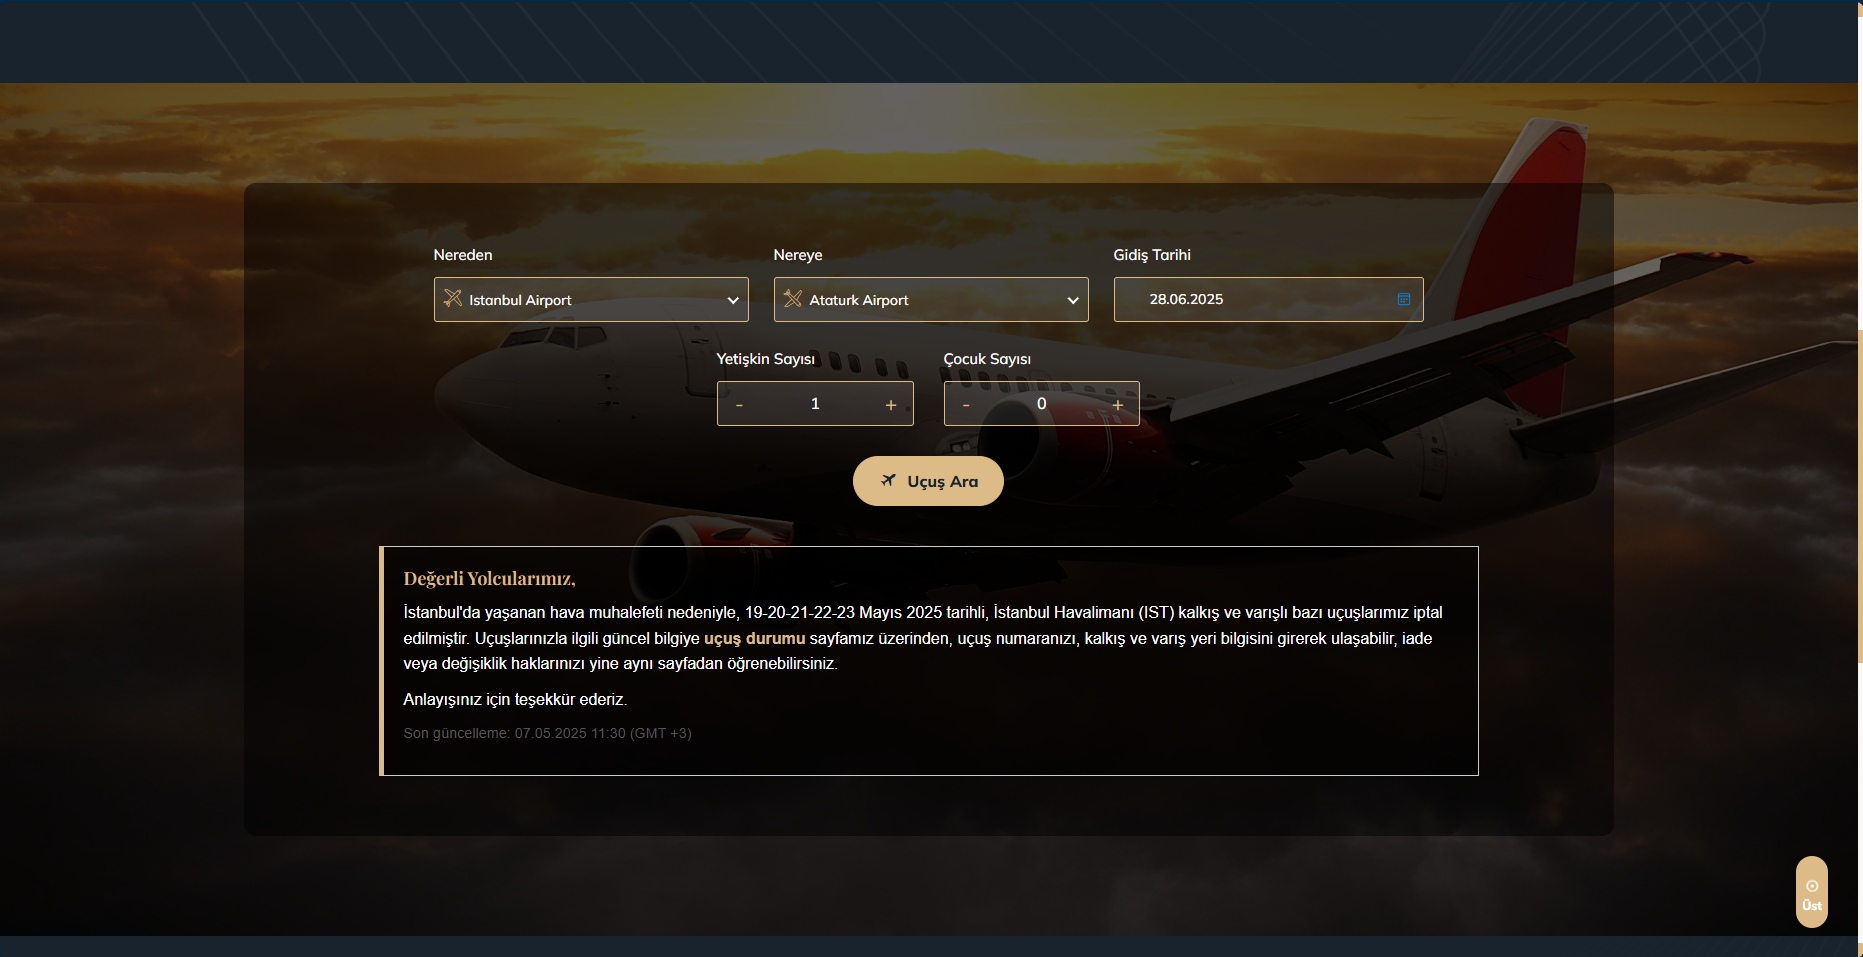 Nereden
Nereye
Gidiş Tarihi
Istanbul Airport
Ataturk Airport
28.06.2025
Yetişkin Sayısı
Çocuk Sayısı
- 1 +
- 0 +
Uçuş Ara
Değerli Yolcularımız,
İstanbul'da yaşanan hava muhalefeti nedeniyle, 19-20-21-22-23 Mayıs 2025 tarihli, İstanbul Havalimanı (IST) kalkış ve varışlı bazı uçuşlarımız iptal
edilmiştir. Uçuşlarınızla ilgili güncel bilgiye uçuş durumu sayfamız üzerinden, uçuş numaranızı, kalkış ve varış yeri bilgisini girerek ulaşabilir, iade
veya değişiklik haklarınızı yine aynı sayfadan öğrenebilirsiniz.
Anlayışınız için teşekkür ederiz.
Son güncelleme: 07.05.2025 11:30 (GMT +3)
Üst